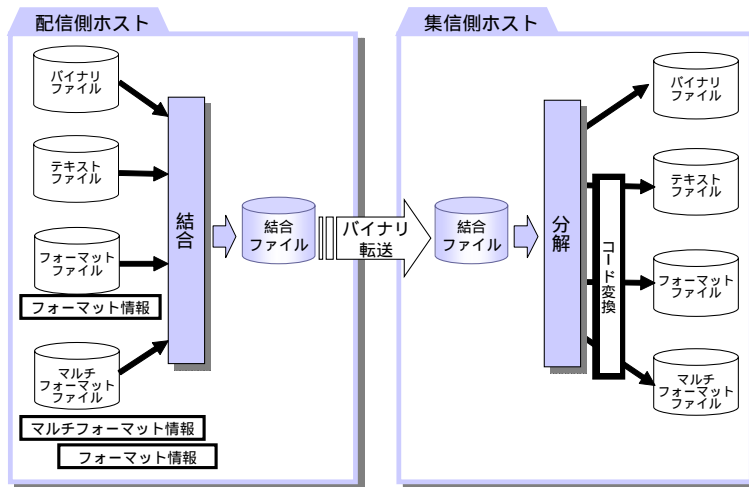 配信側ホスト
バイナリ
ファイル
テキスト
ファイル
フォーマット
ファイル
フォーマット情報
マルチ
フォーマット
ファイル
マルチフォーマット情報
フォーマット情報
結合
結合
ファイル
バイナリ
転送
集信側ホスト
結合
ファイル
分解
コード変換
バイナリ
ファイル
テキスト
ファイル
フォーマット
ファイル
マルチ
フォーマット
ファイル